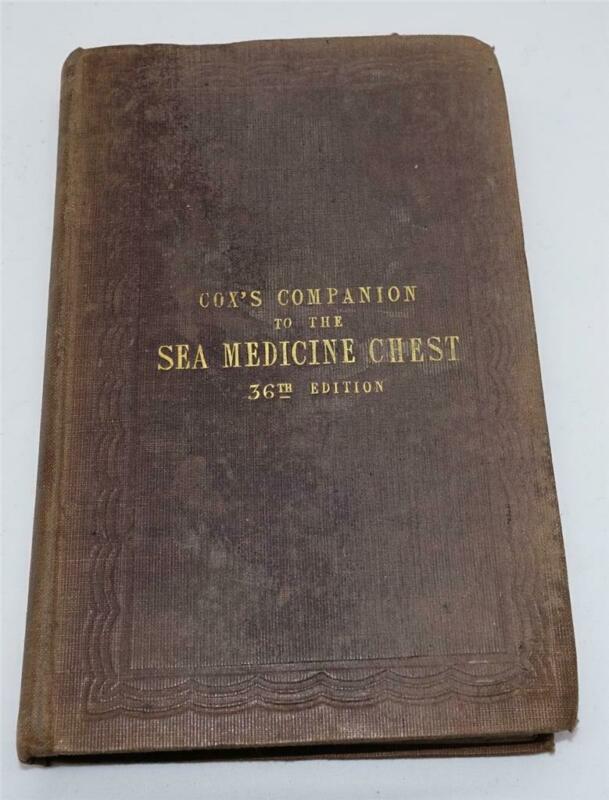 COX'S COMPANION
TO THE
SEA MEDICINE CHEST
36TH EDITION